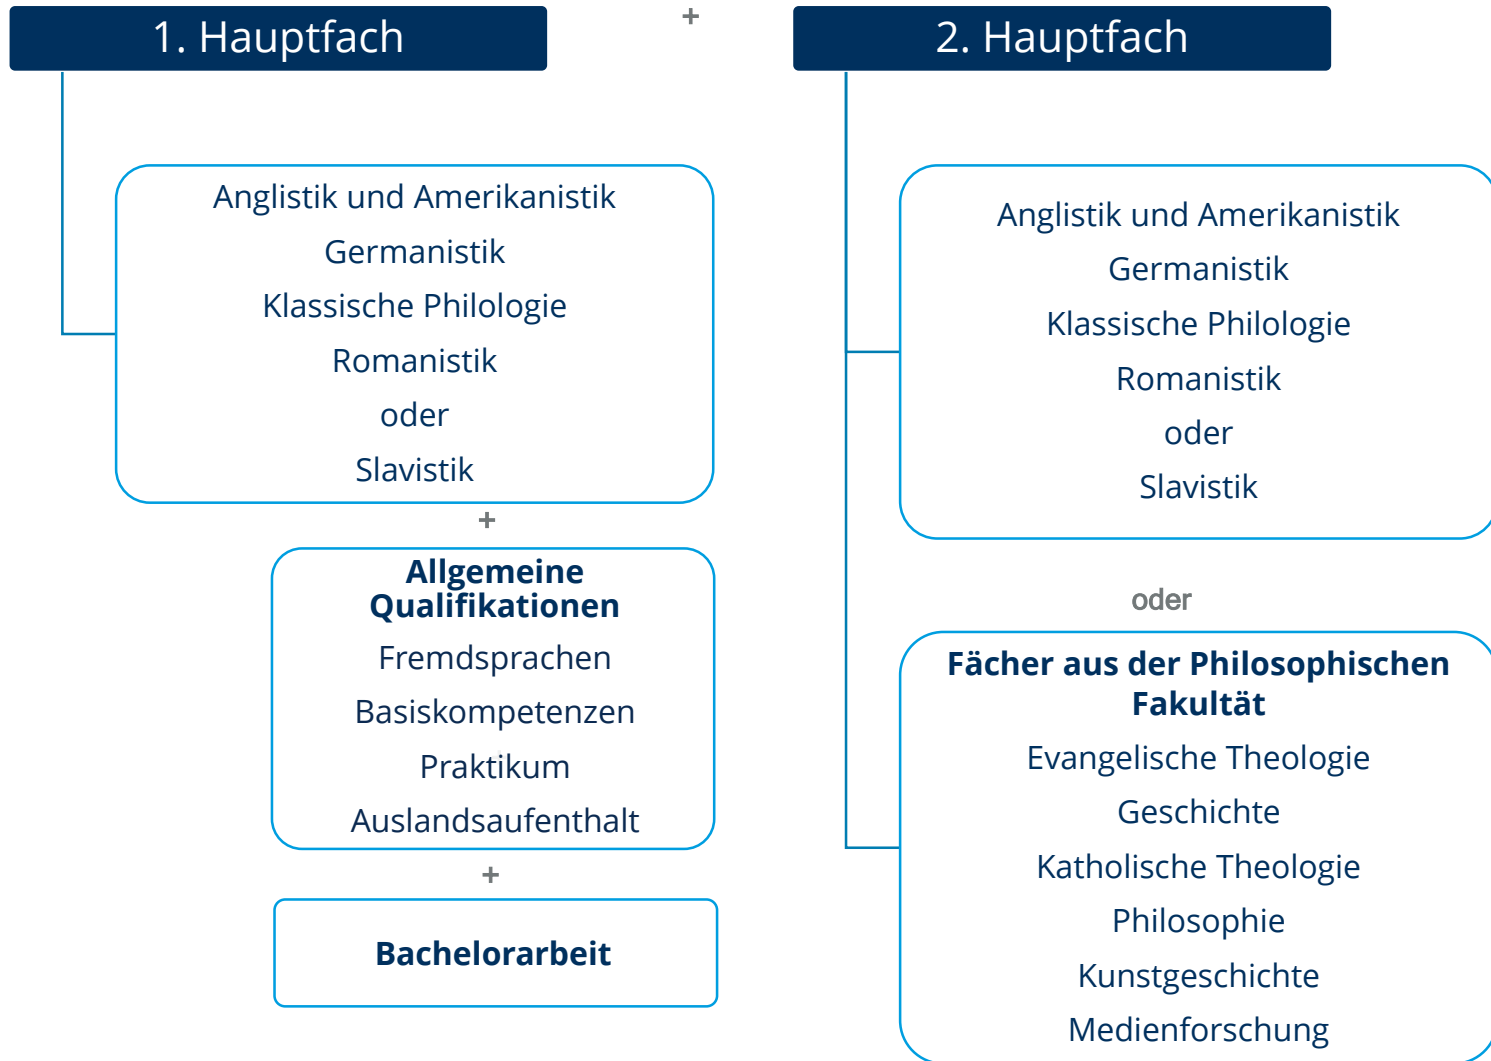 1. Hauptfach
+
2. Hauptfach
Anglistik und Amerikanistik
Germanistik
Klassische Philologie
Romanistik
oder
Slavistik
+
Allgemeine
Qualifikationen
Fremdsprachen
Basiskompetenzen
Praktikum
Auslandsaufenthalt
+
Bachelorarbeit
Anglistik und Amerikanistik
Germanistik
Klassische Philologie
Romanistik
oder
Slavistik
oder
Fächer aus der Philosophischen
Fakultät
Evangelische Theologie
Geschichte
Katholische Theologie
Philosophie
Kunstgeschichte
Medienforschung